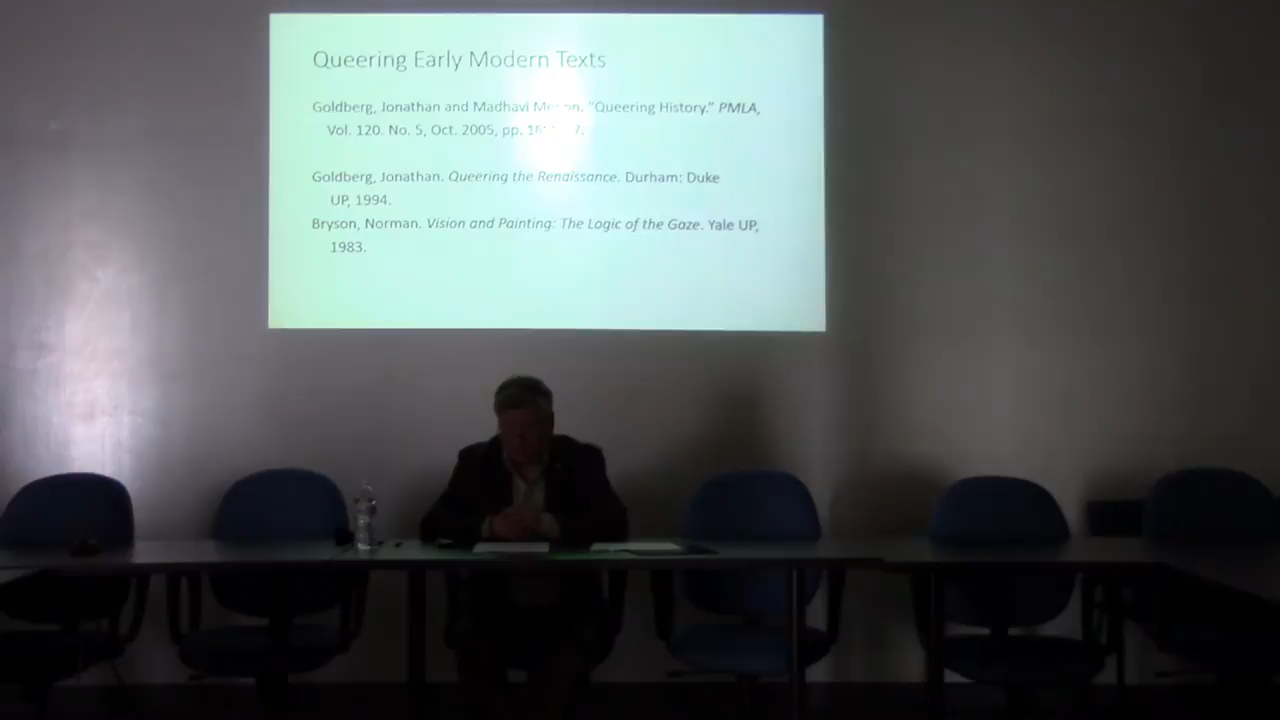 Queering Early Modern Texts
Goldberg, Jonathan and Madhavi "Queering History." PMLA,
Vol. 120. No. 5, Oct. 2005, pp.
Goldberg, Jonathan. Queering the Renaissance. Durham: Duke
UP, 1994.
Bryson, Norman. Vision and Painting: The Logic of the Gaze. Yale UP,
1983.